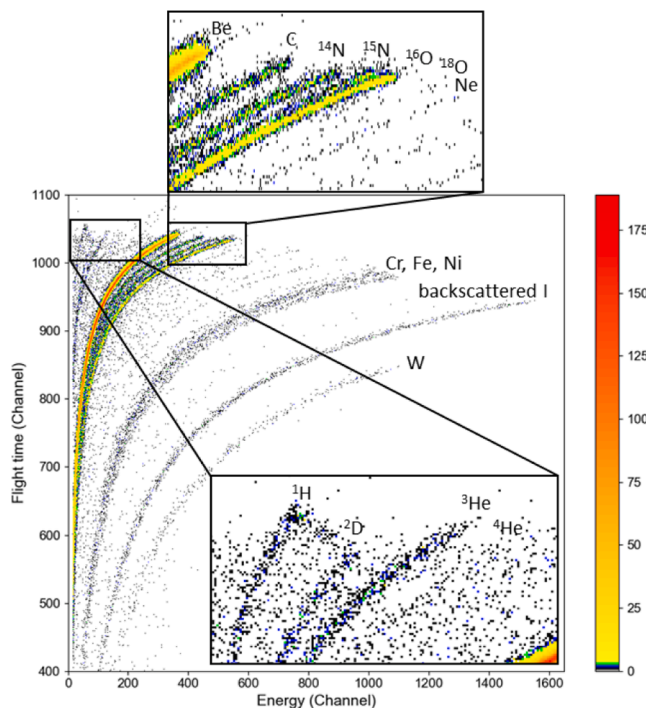 Be
C
¹⁴N
¹⁵N
¹⁶O
¹⁸O
Ne
1100
1000
900
800
700
600
500
400
Flight time (Channel)
Cr, Fe, Ni
backscattered I
W
¹H
²D
³He
⁴He
0 200 400 600 800 1000 1200 1400 1600
Energy (Channel)
175
150
125
100
75
50
25
0